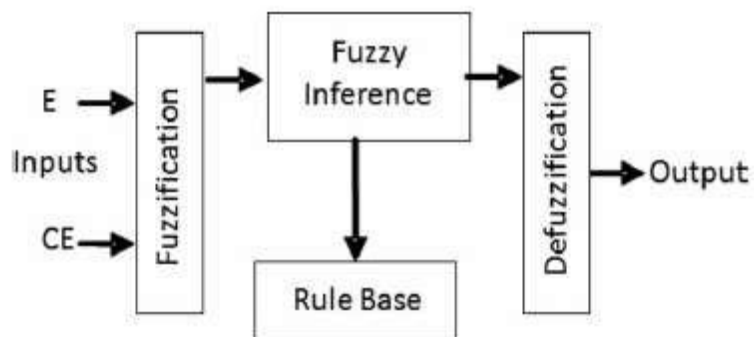 E
Inputs
CE
Fuzzification
Fuzzy
Inference
Rule Base
Defuzzification
Output